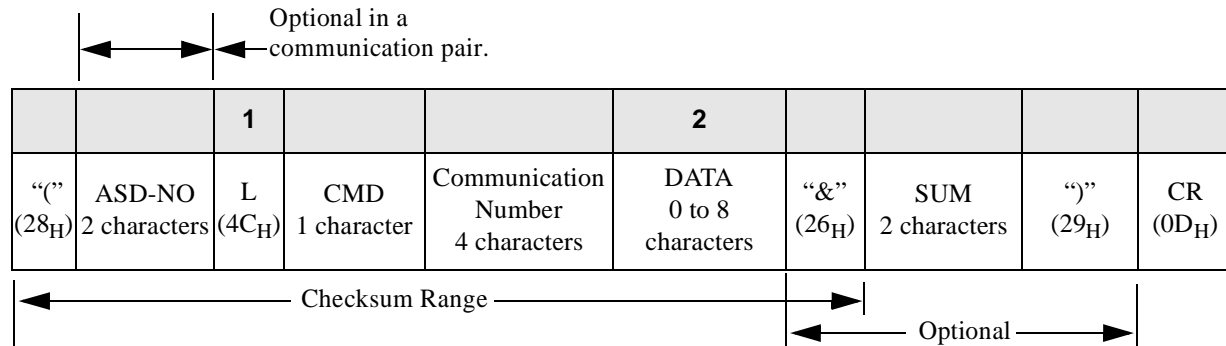 Optional in a
communication pair.
1
2
“(”
(28H)
ASD-NO
2 characters
L
(4CH)
CMD
1 character
Communication
Number
4 characters
DATA
0 to 8
characters
“&”
(26H)
SUM
2 characters
“)”
(29H)
CR
(0DH)
Checksum Range
Optional